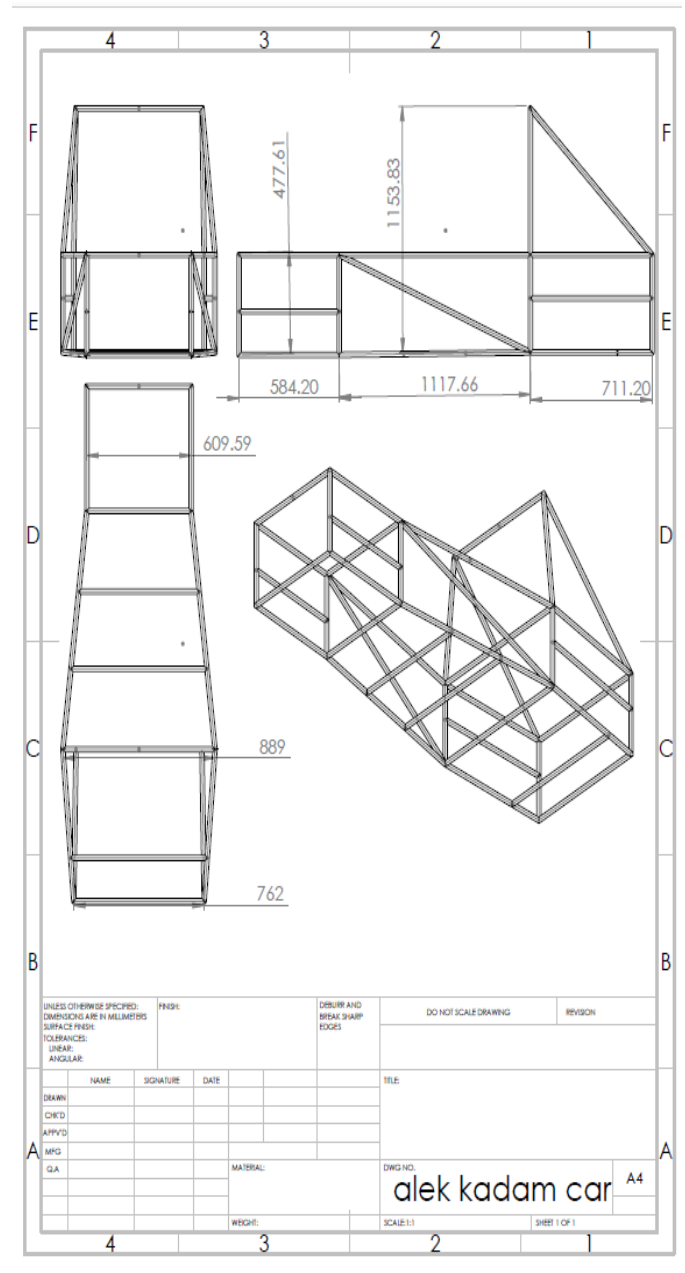 4 3 2 1
F F
477.61
1153.83
E E
584.20 1117.66 711.20
609.59
D D
C 889 C
762
B B
UNLESS OTHERWISE SPECIFIED:
DIMENSIONS ARE IN MILLIMETERS
SURFACE FINISH:
TOLERANCES:
LINEAR:
ANGULAR:
FINISH:
DEBURR AND
BREAK SHARP
EDGES
DO NOT SCALE DRAWING
REVISION
NAME SIGNATURE DATE
TITLE:
DRAWN
CHK'D
APPV'D
MFG
Q.A
A A
MATERIAL:
DWG NO.
alek kadam car
A4
WEIGHT:
SCALE:1:1
SHEET 1 OF 1
4 3 2 1